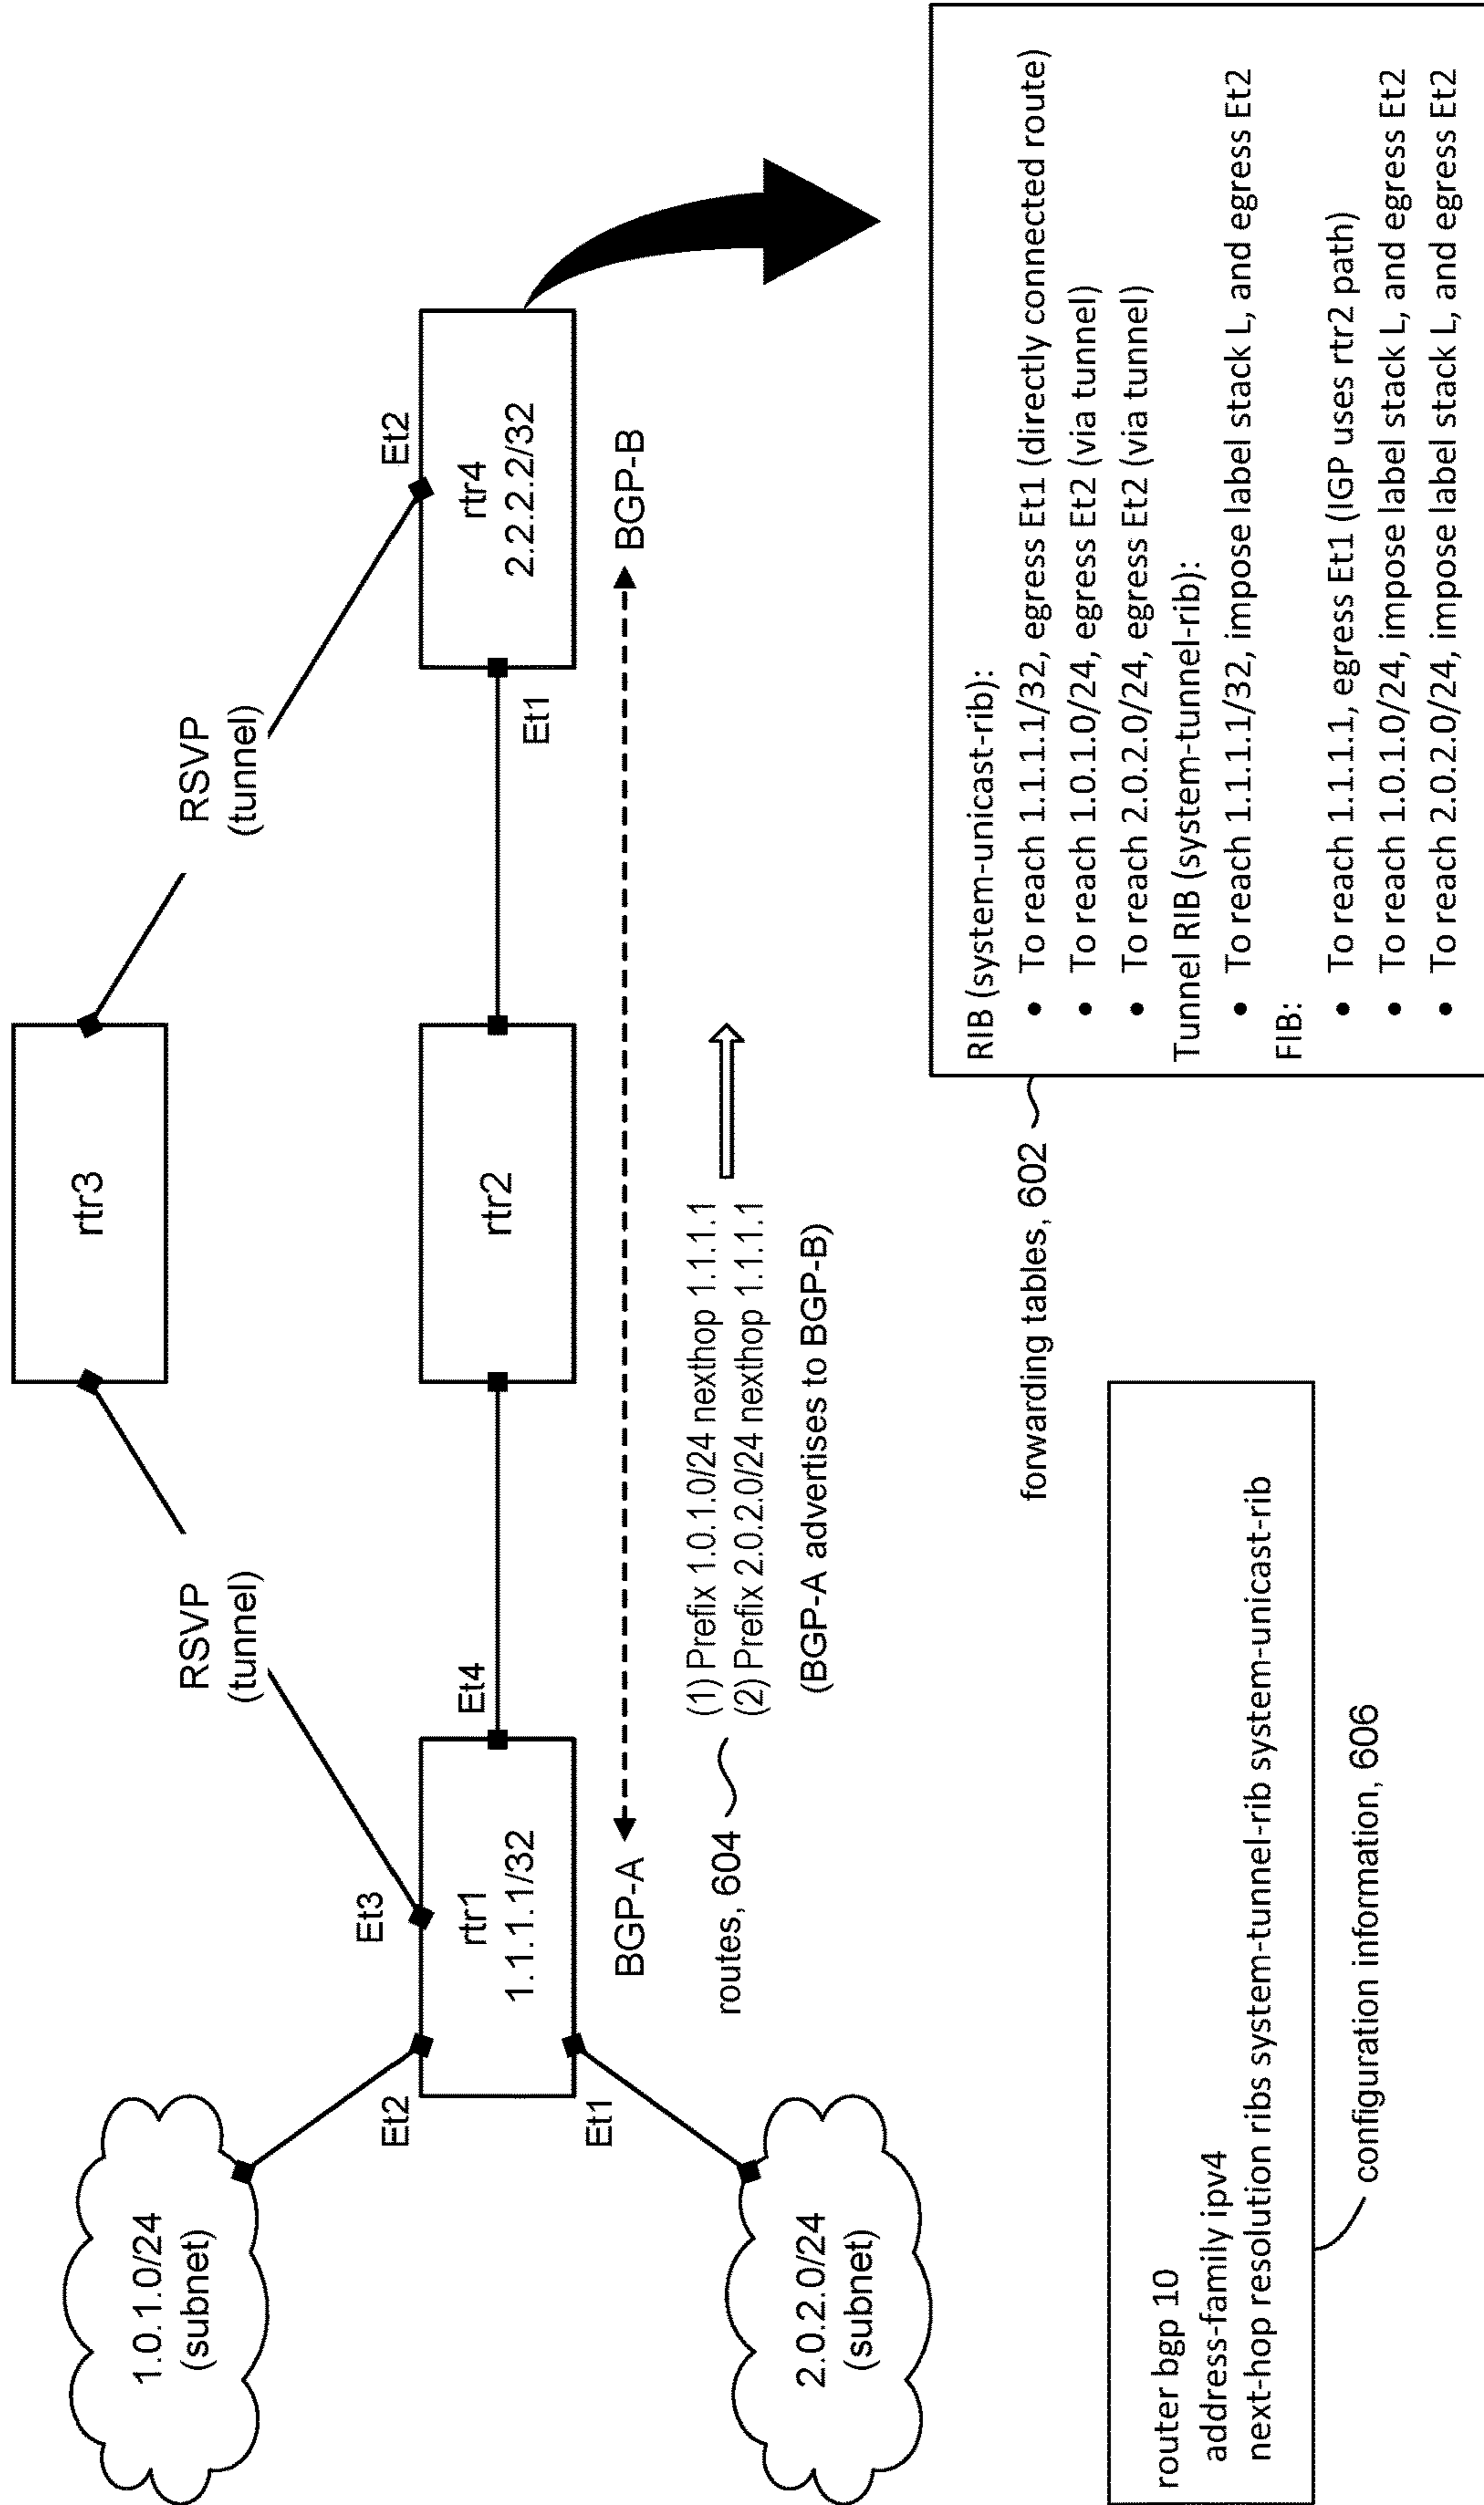 rtr3
RSVP
(tunnel)
RSVP
(tunnel)
1.0.1.0/24
(subnet)
Et2
Et3
rtr1
1.1.1.1/32
Et4
rtr2
Et1
Et2
rtr4
2.2.2.2/32
Et1
2.0.2.0/24
(subnet)
BGP-A
BGP-B
routes, 604
(1) Prefix 1.0.1.0/24 nexthop 1.1.1.1
(2) Prefix 2.0.2.0/24 nexthop 1.1.1.1
(BGP-A advertises to BGP-B)
forwarding tables, 602
RIB (system-unicast-rib):
• To reach 1.1.1.1/32, egress Et1 (directly connected route)
• To reach 1.0.1.0/24, egress Et2 (via tunnel)
• To reach 2.0.2.0/24, egress Et2 (via tunnel)
Tunnel RIB (system-tunnel-rib):
• To reach 1.1.1.1/32, impose label stack L, and egress Et2
FIB:
• To reach 1.1.1.1, egress Et1 (IGP uses rtr2 path)
• To reach 1.0.1.0/24, impose label stack L, and egress Et2
• To reach 2.0.2.0/24, impose label stack L, and egress Et2
router bgp 10
address-family ipv4
next-hop resolution ribs system-tunnel-rib system-unicast-rib
configuration information, 606